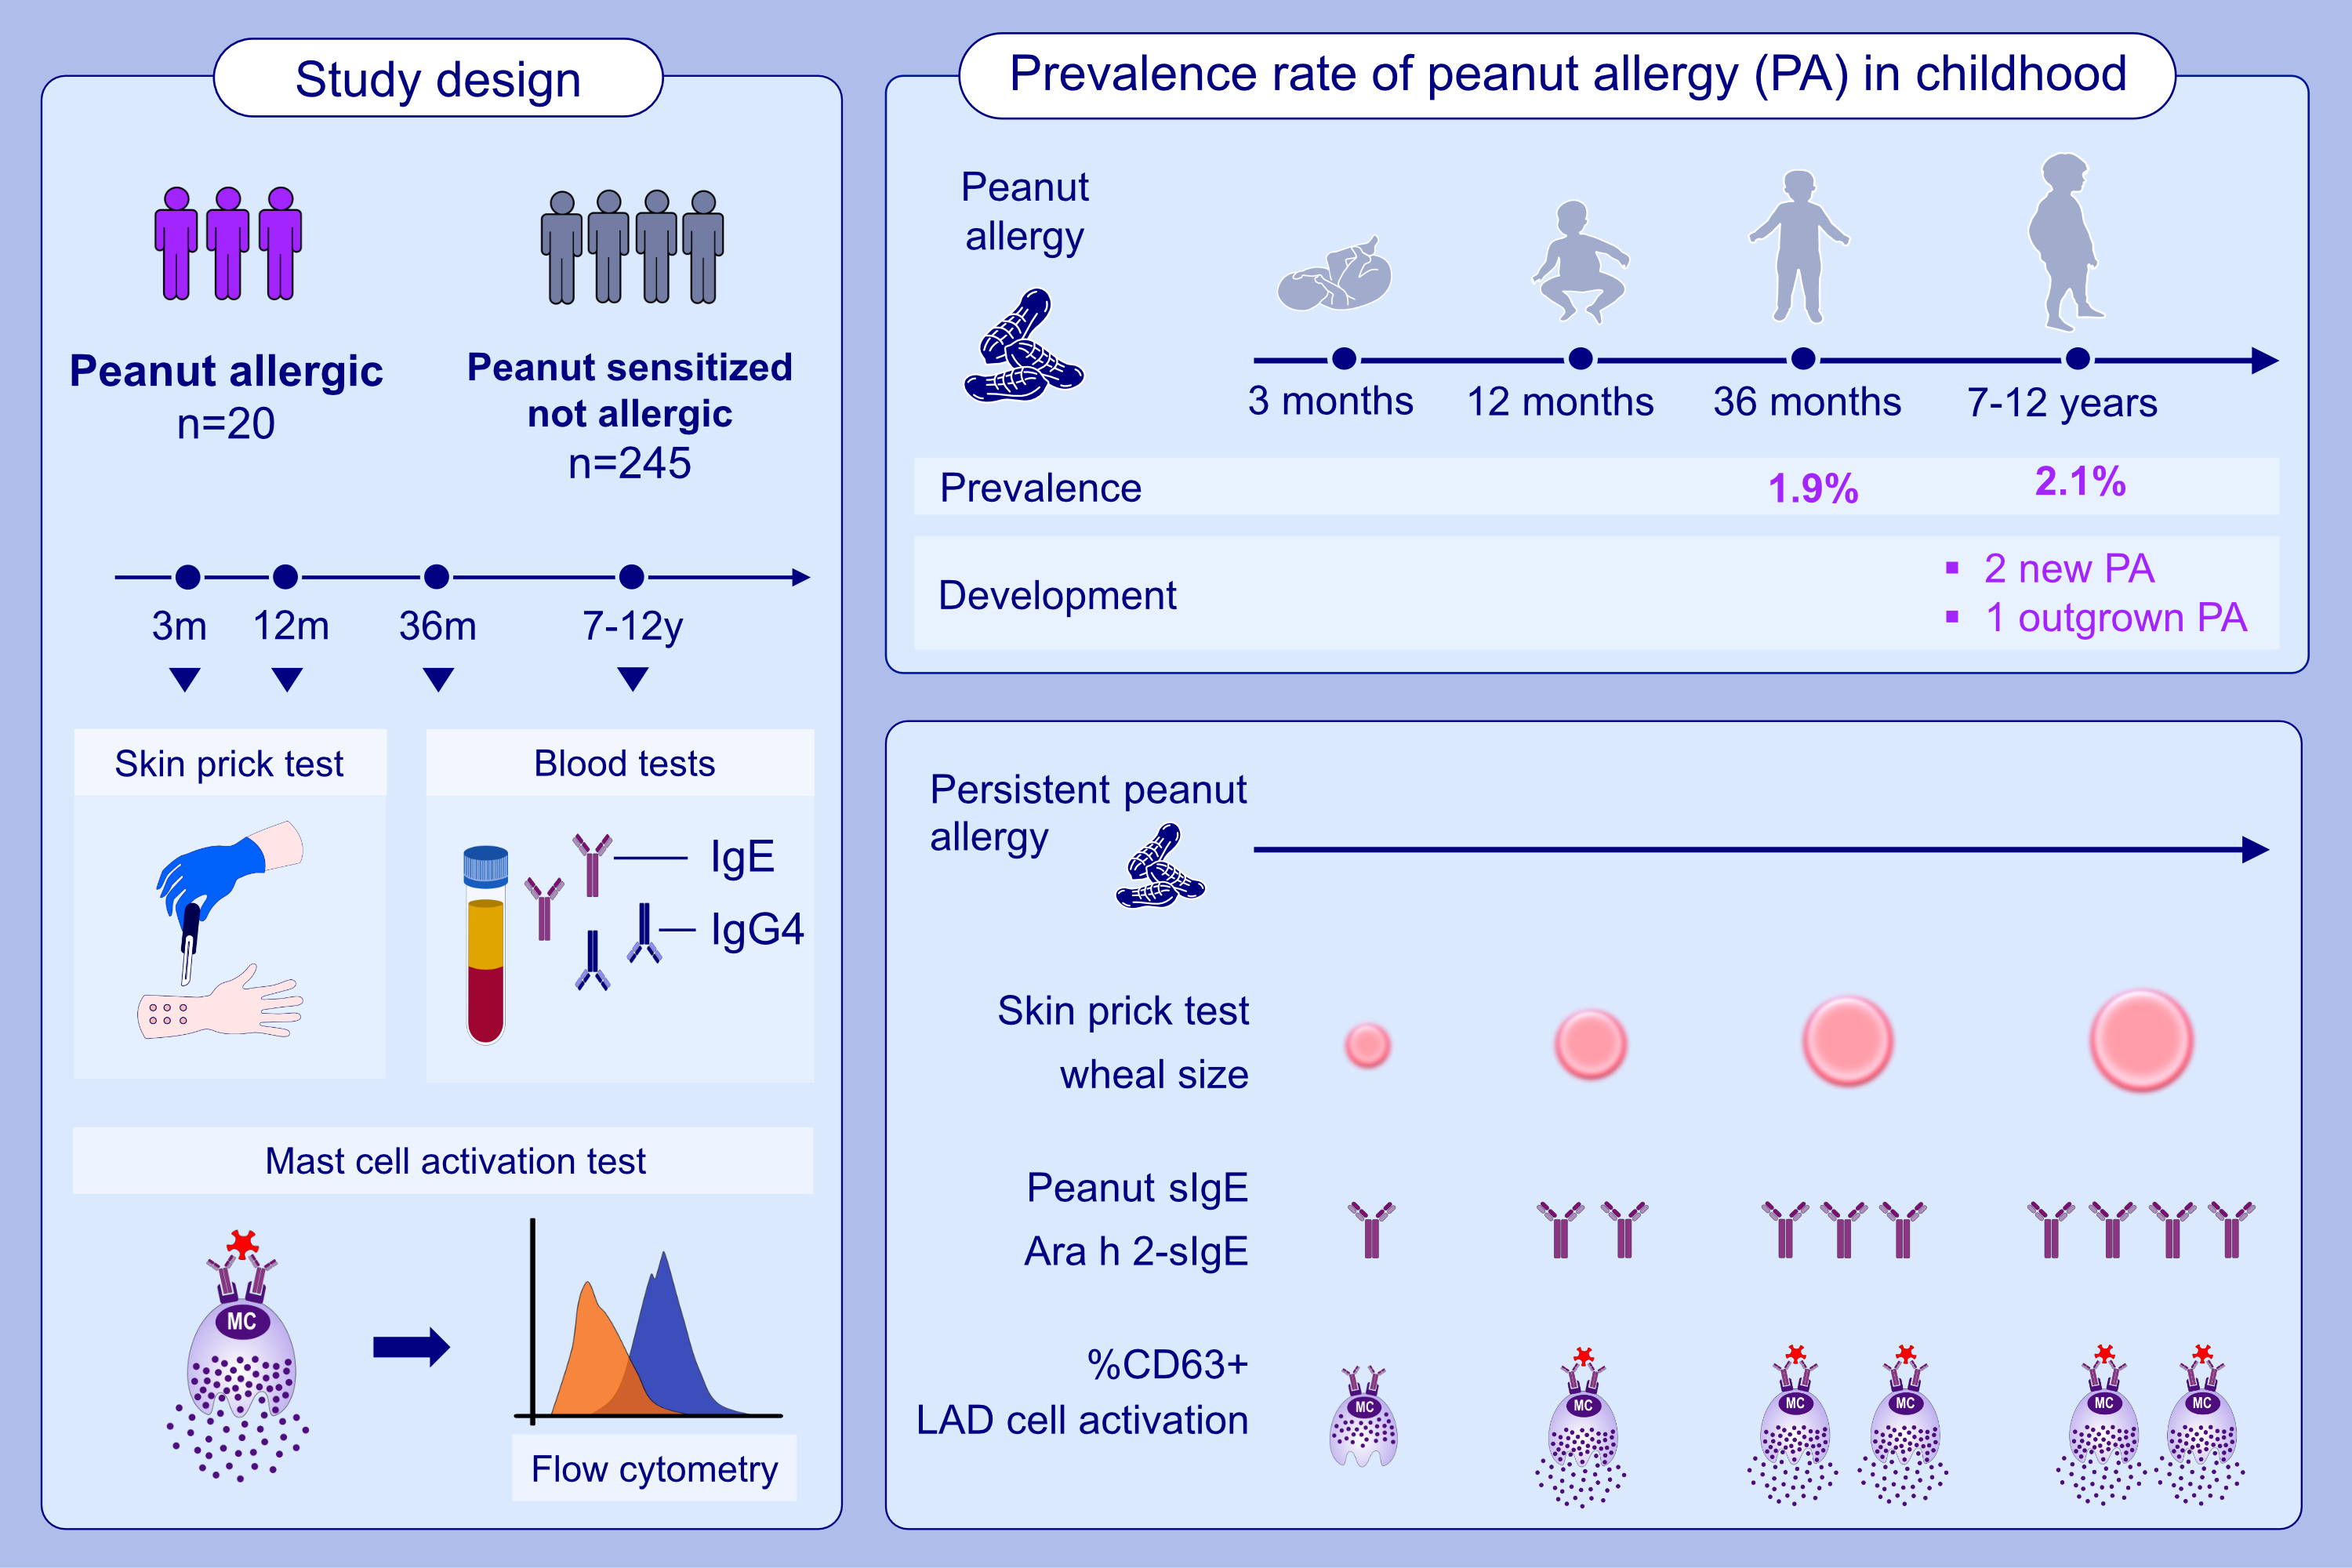 Study design
Peanut allergic
n=20
Peanut sensitized
not allergic
n=245
3m 12m 36m 7-12y
Skin prick test
Blood tests
IgE
IgG4
Mast cell activation test
MC
Flow cytometry
Prevalence rate of peanut allergy (PA) in childhood
Peanut
allergy
3 months 12 months 36 months 7-12 years
Prevalence 1.9% 2.1%
Development
▪ 2 new PA
▪ 1 outgrown PA
Persistent peanut
allergy
Skin prick test
wheal size
Peanut sIgE
Ara h 2-sIgE
%CD63+
LAD cell activation
MC MC MC MC MC MC